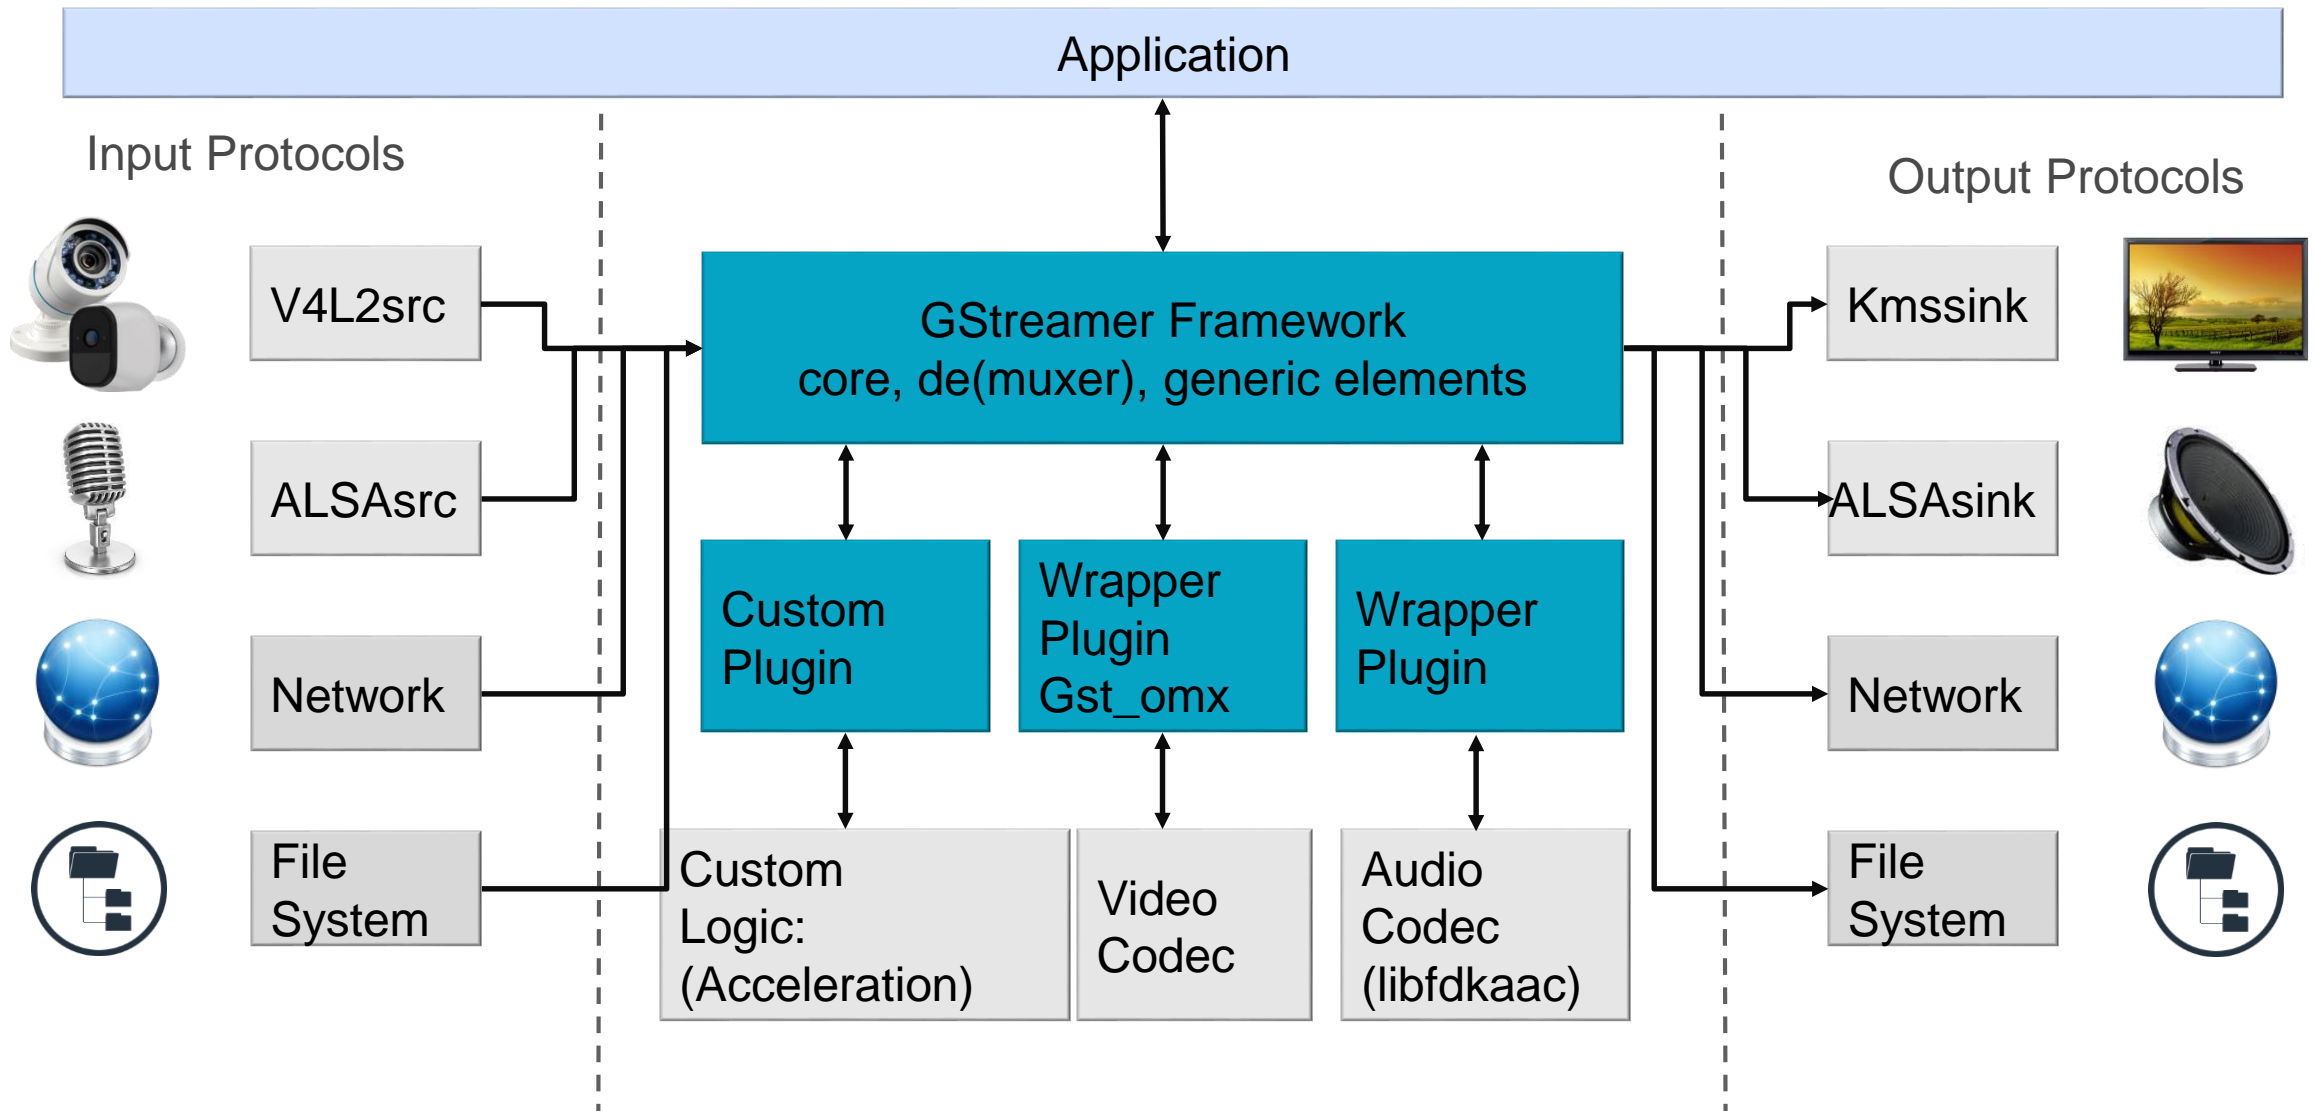 Application
Input Protocols
Output Protocols
V4L2src
ALSAsrc
Network
File
System
GStreamer Framework
core, de(muxer), generic elements
Custom
Plugin
Wrapper
Plugin
Gst_omx
Wrapper
Plugin
Custom
Logic:
(Acceleration)
Video
Codec
Audio
Codec
(libfdkaac)
Kmssink
ALSAsink
Network
File
System